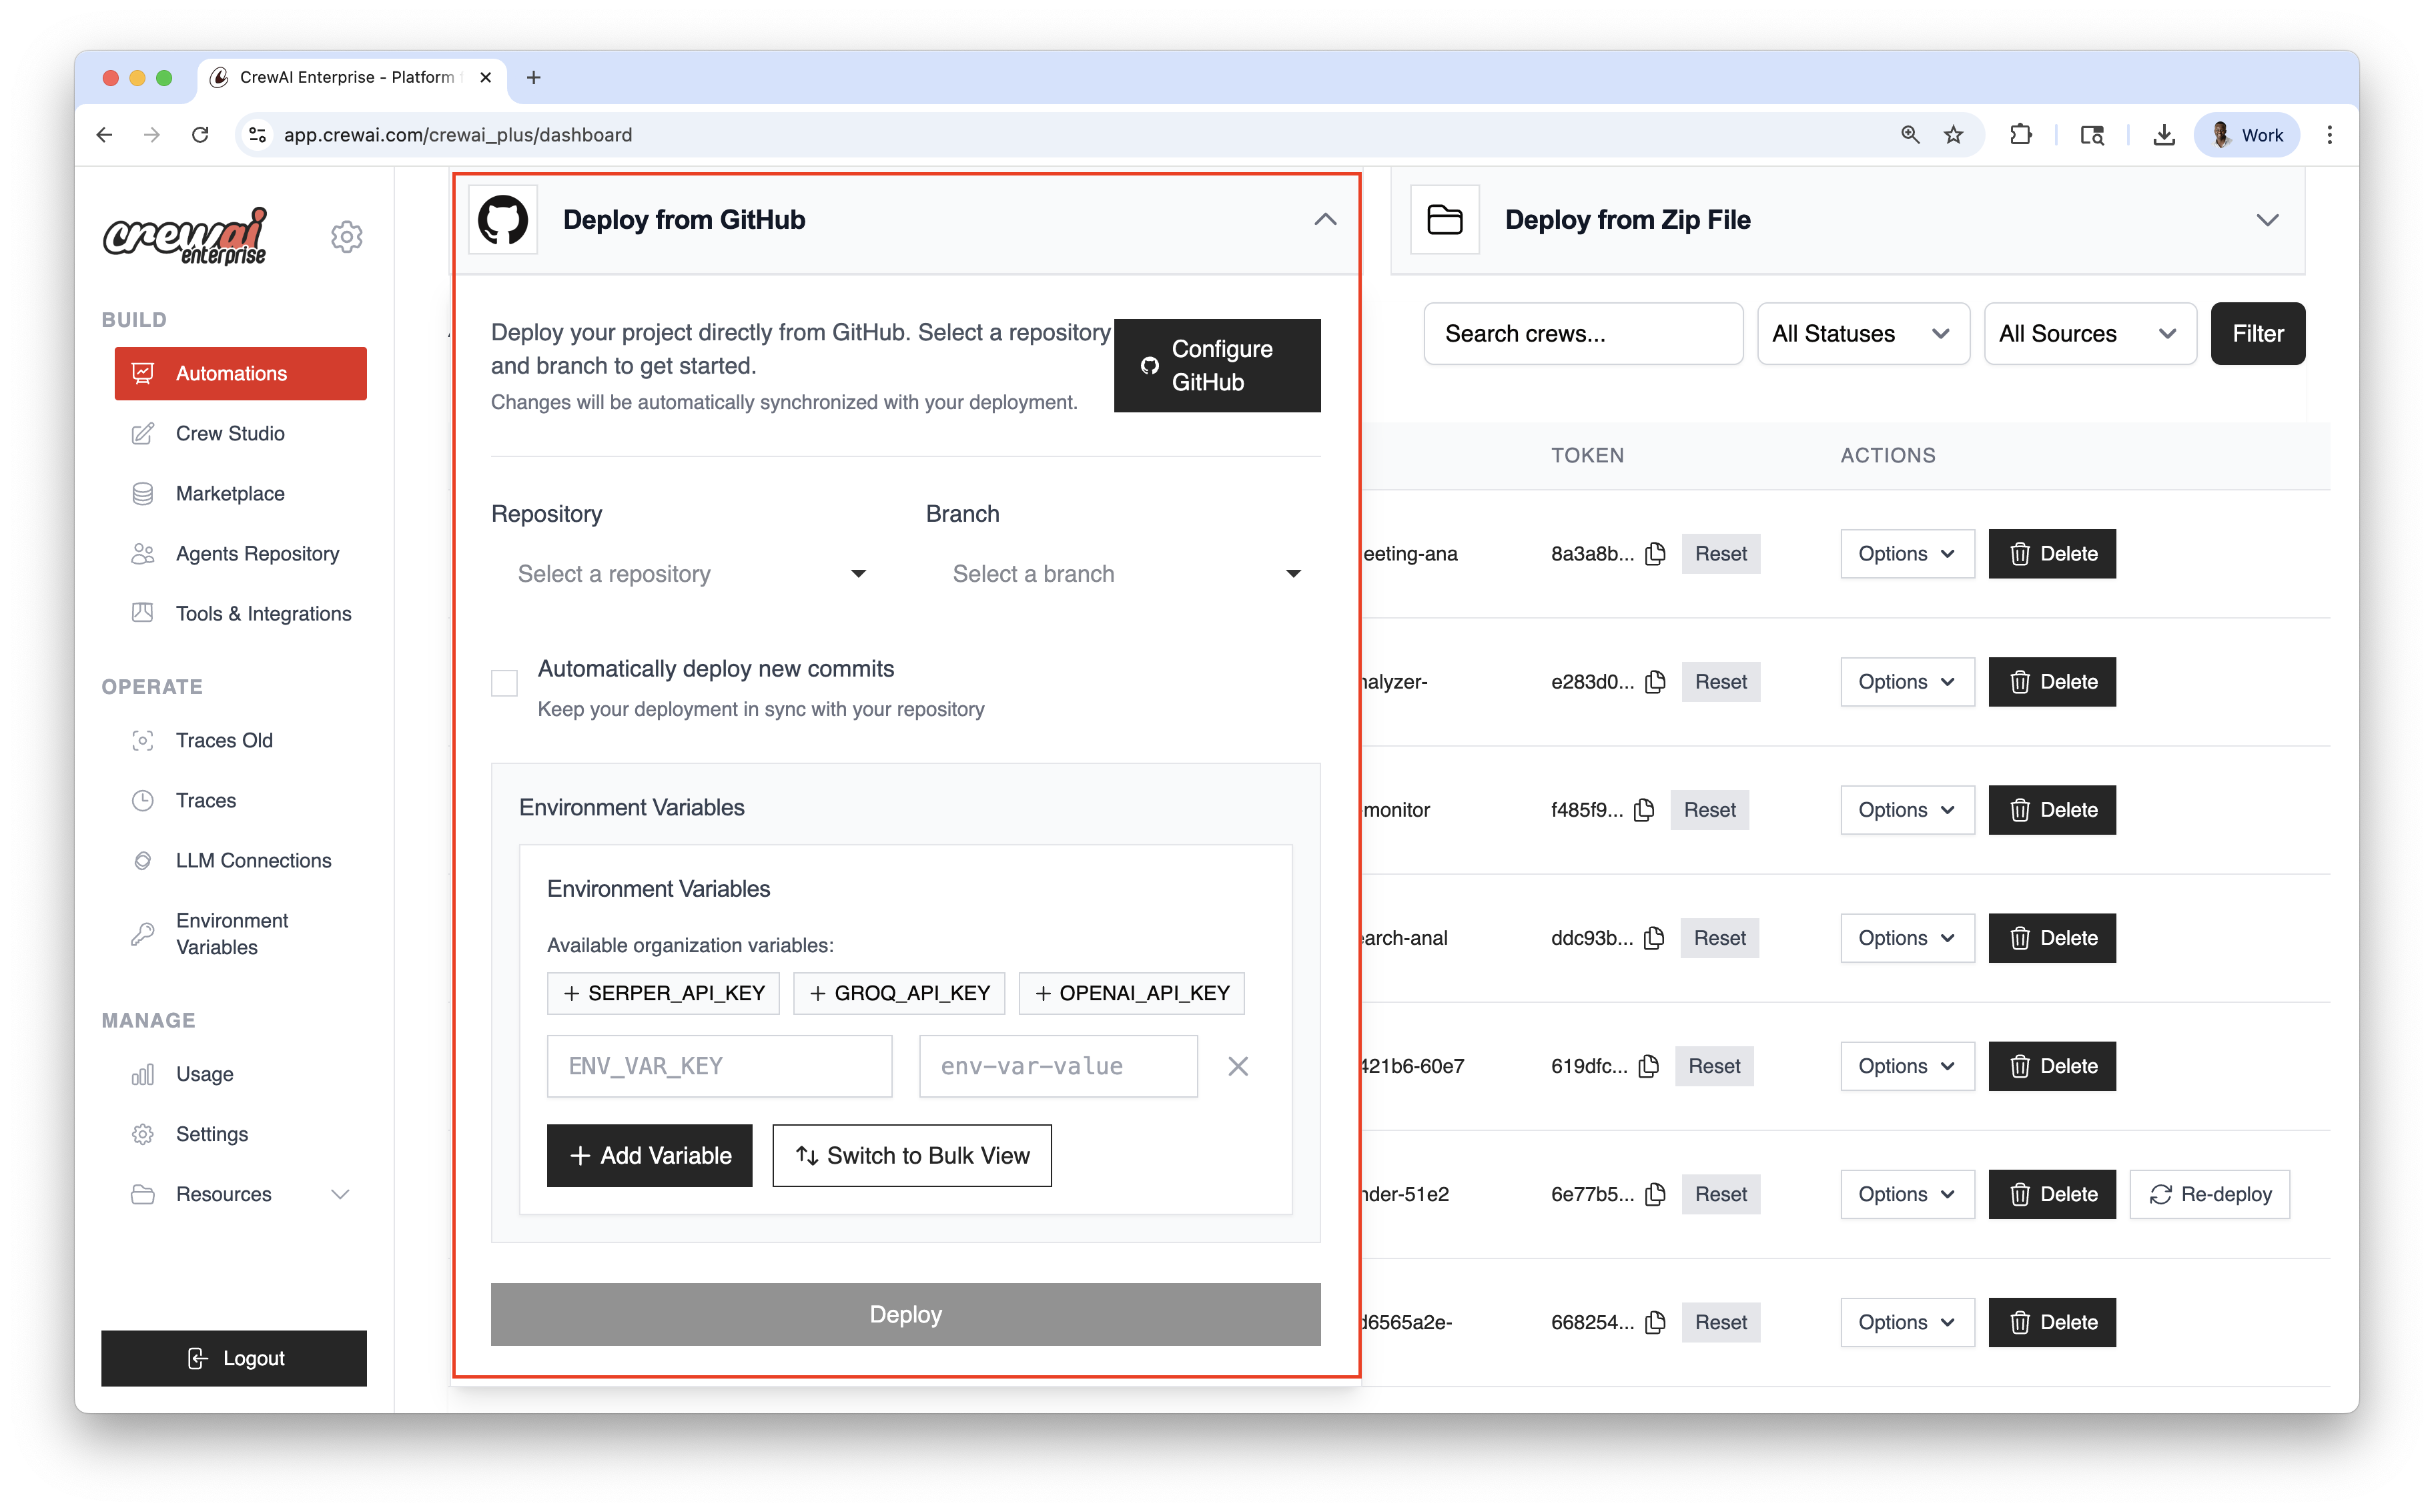 CrewAI Enterprise - Platform
app.crewai.com/crewai_plus/dashboard
Work
crewai
enterprise
BUILD
Automations
Crew Studio
Marketplace
Agents Repository
Tools & Integrations
OPERATE
Traces Old
Traces
LLM Connections
Environment
Variables
MANAGE
Usage
Settings
Resources
Logout
Deploy from GitHub
Deploy your project directly from GitHub. Select a repository
and branch to get started.
Changes will be automatically synchronized with your deployment.
Configure
GitHub
Repository
Branch
Select a repository
Select a branch
Automatically deploy new commits
Keep your deployment in sync with your repository
Environment Variables
Environment Variables
Available organization variables:
+ SERPER_API_KEY
+ GROQ_API_KEY
+ OPENAI_API_KEY
ENV_VAR_KEY
env-var-value
+ Add Variable
Switch to Bulk View
Deploy
Deploy from Zip File
Search crews...
All Statuses
All Sources
Filter
TOKEN
ACTIONS
eeting-ana
8a3a8b...
Reset
Options
Delete
nalyzer-
e283d0...
Reset
Options
Delete
monitor
f485f9...
Reset
Options
Delete
earch-anal
ddc93b...
Reset
Options
Delete
421b6-60e7
619dfc...
Reset
Options
Delete
nder-51e2
6e77b5...
Reset
Options
Delete
Re-deploy
d6565a2e-
668254...
Reset
Options
Delete